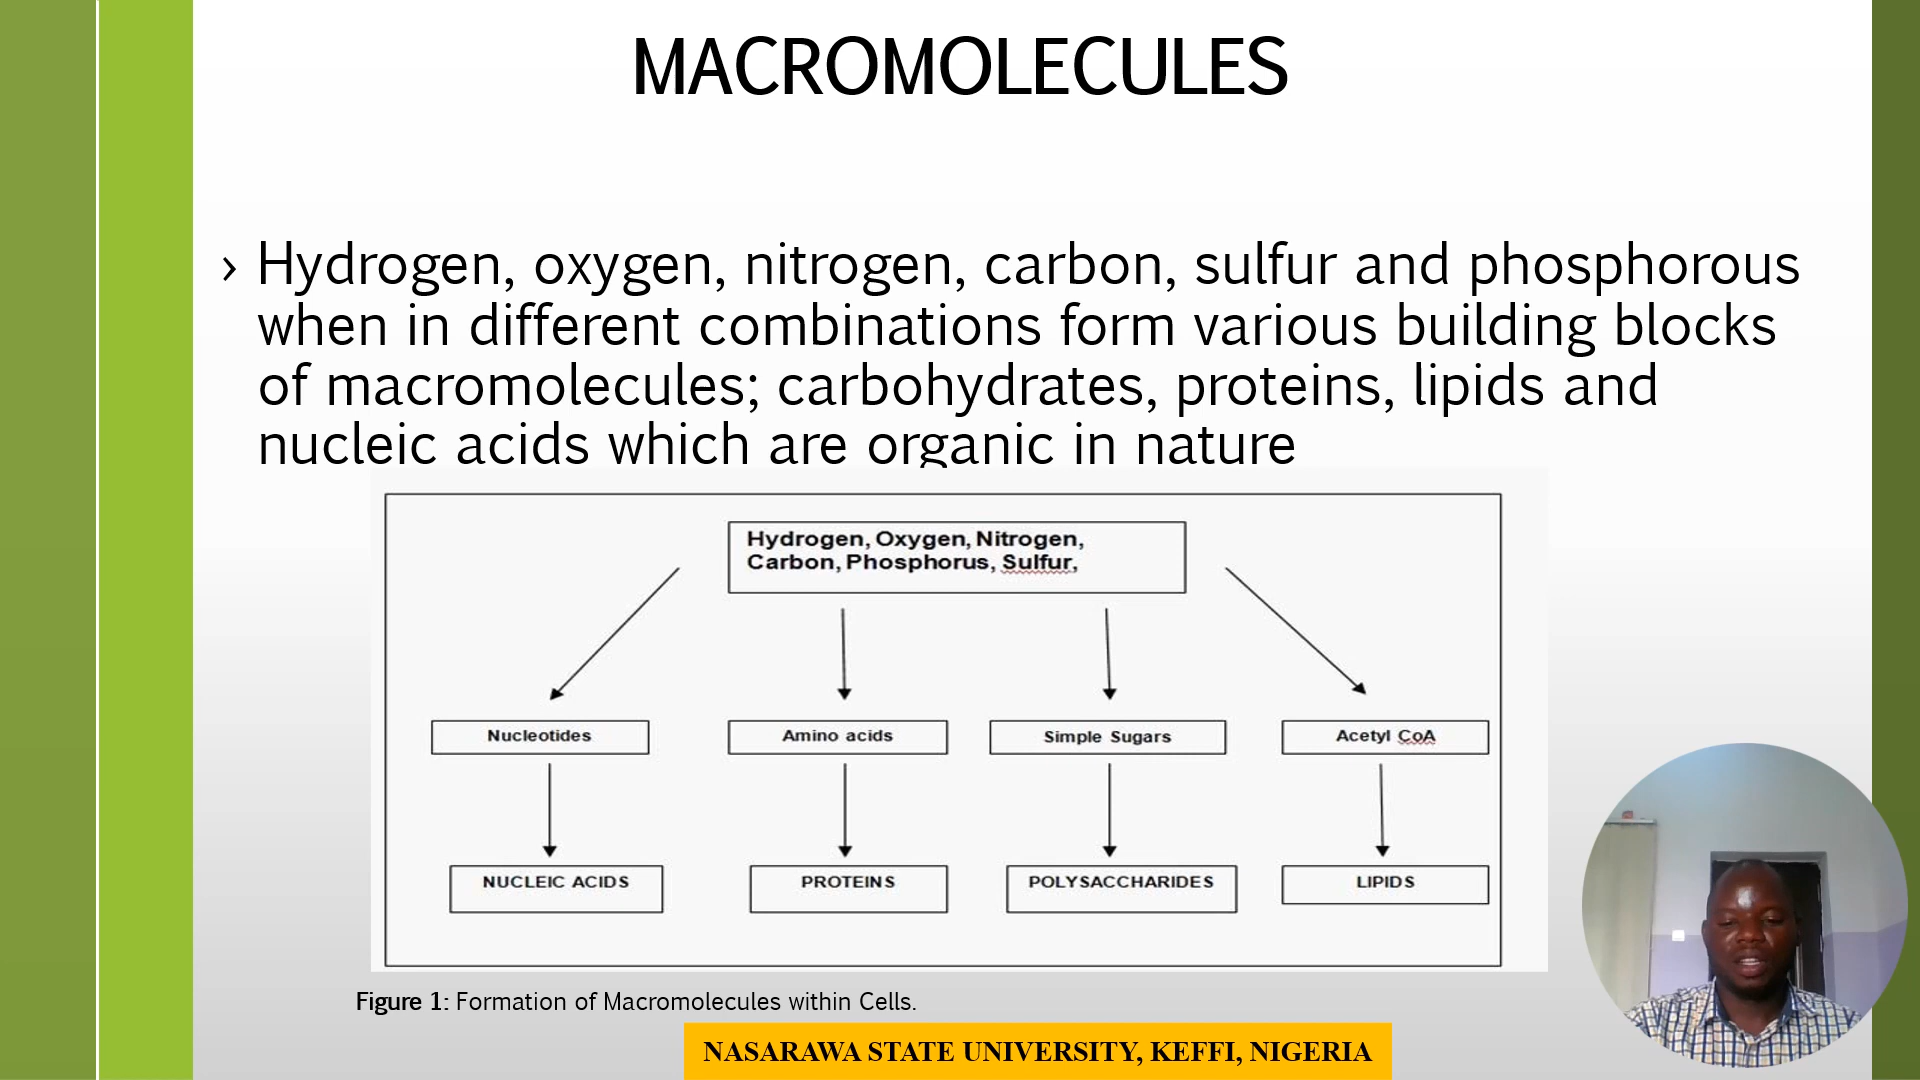 MACROMOLECULES
› Hydrogen, oxygen, nitrogen, carbon, sulfur and phosphorous
when in different combinations form various building blocks
of macromolecules; carbohydrates, proteins, lipids and
nucleic acids which are organic in nature
Hydrogen, Oxygen, Nitrogen,
Carbon, Phosphorus, Sulfur,
Nucleotides
Amino acids
Simple Sugars
Acetyl CoA
NUCLEIC ACIDS
PROTEINS
POLYSACCHARIDES
LIPIDS
Figure 1: Formation of Macromolecules within Cells.
NASARAWA STATE UNIVERSITY, KEFFI, NIGERIA